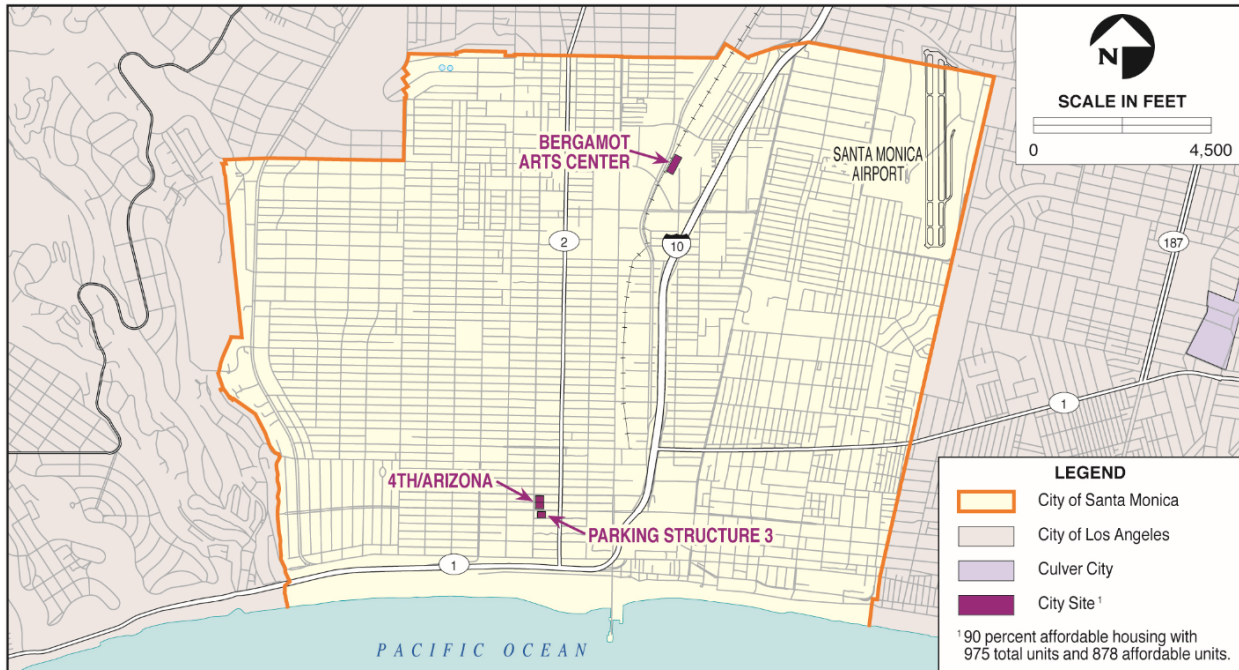 N
SCALE IN FEET
0 4,500
BERGAMOT
ARTS CENTER
SANTA MONICA
AIRPORT
2
10
187
1
4TH/ARIZONA
PARKING STRUCTURE 3
1
PACIFIC OCEAN
LEGEND
City of Santa Monica
City of Los Angeles
Culver City
City Site 1
1 90 percent affordable housing with
975 total units and 878 affordable units.